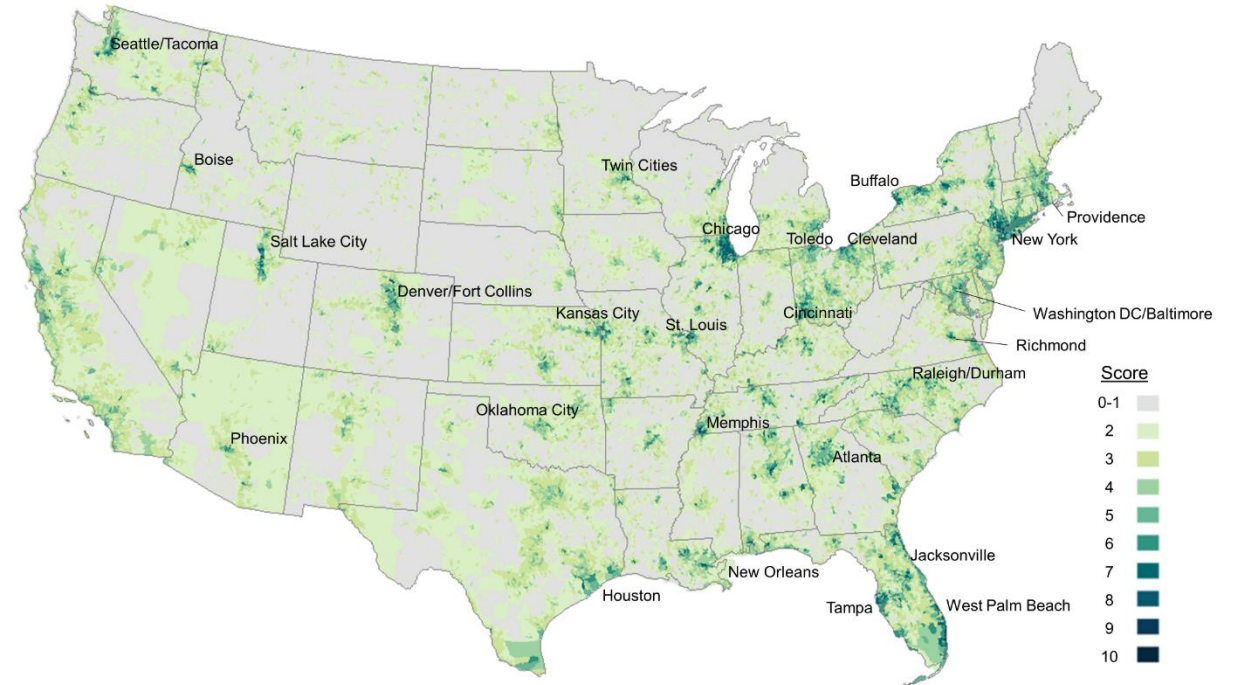 Seattle/Tacoma
Boise
Twin Cities
Buffalo
Providence
Chicago
Toledo
Cleveland
New York
Salt Lake City
Denver/Fort Collins
Kansas City
St. Louis
Cincinnati
Washington DC/Baltimore
Richmond
Raleigh/Durham
Oklahoma City
Memphis
Phoenix
Atlanta
Jacksonville
New Orleans
Houston
Tampa
West Palm Beach
Score
0-1
2
3
4
5
6
7
8
9
10